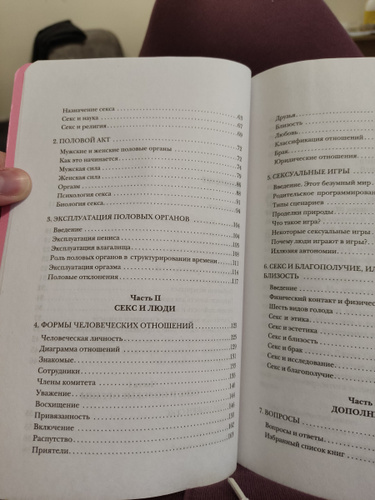 Назначение секса
Секс и наука
Секс и религия
2. ПОЛОВОЙ АКТ
Мужские и женские половые органы
Как это начинается
Мужская сила
Женская сила
Оргазм
Психология секса
Биология секса
3. ЭКСПЛУАТАЦИЯ ПОЛОВЫХ ОРГАНОВ
Введение
Эксплуатация пениса
Эксплуатация влагалища
Роль половых органов в структурировании времени
Эксплуатация оргазма
Половые отклонения
Часть II
СЕКС И ЛЮДИ
4. ФОРМЫ ЧЕЛОВЕЧЕСКИХ ОТНОШЕНИЙ
Человеческая личность
Диаграмма отношений
Знакомые
Сотрудники
Члены комитета
Уважение
Восхищение
Привязанность
Включение
Распутство
Приятели
Друзья
Близость
Любовь
Классификация отношений
Брак
Юридические отношения
5. СЕКСУАЛЬНЫЕ ИГРЫ
Введение. Этот безумный мир
Родительское программирован
Типы сценариев
Проделки природы
Что такое игра?
Некоторые сексуальные игры
Почему люди играют в игры?
Иллюзия автономии
6. СЕКС И БЛАГОПОЛУЧИЕ, ИЛ
БЛИЗОСТЬ
Введение
Физический контакт и физичес
Шесть видов голода
Секс и этика
Секс и эстетика
Секс и близость
Секс и брак
Секс и исследование
Секс и благополучие
Часть
ДОПОЛН
7. ВОПРОСЫ
Вопросы и ответы
Избранный список книг